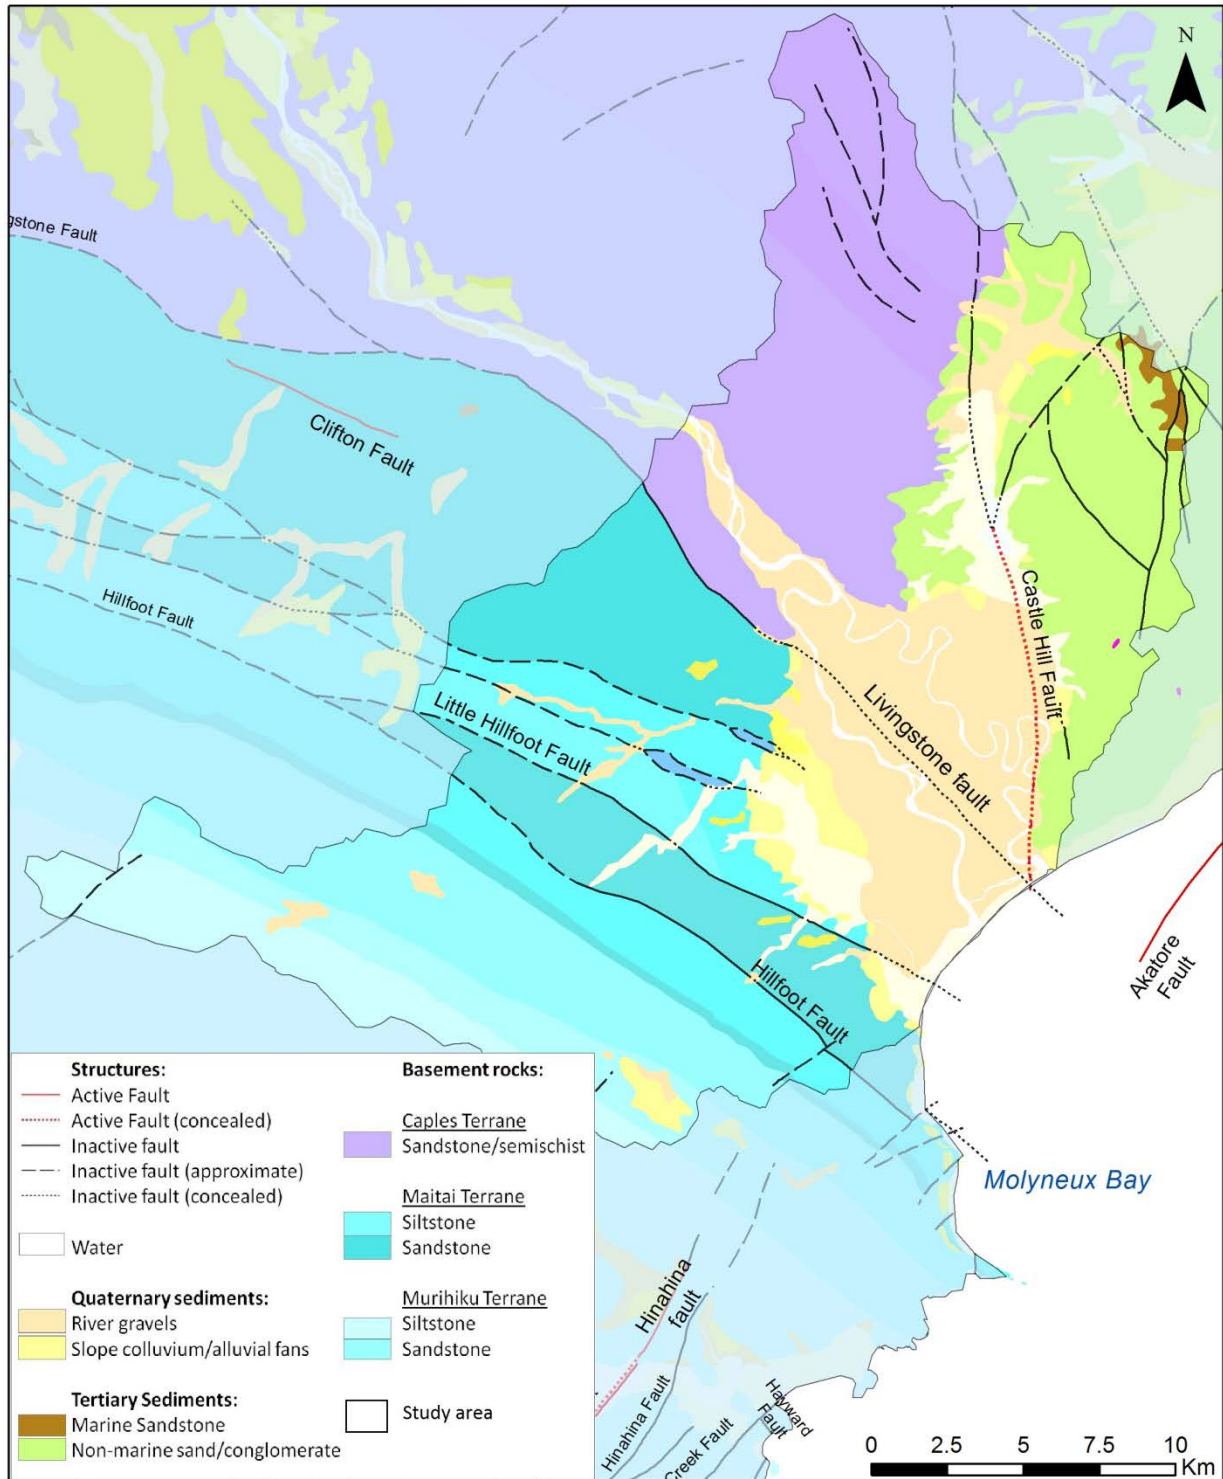 N
gstone Fault
Clifton Fault
Hillfoot Fault
Little Hillfoot Fault
Livingstone fault
Castle Hill Fault
Hillfoot Fault
Akatore
Fault
Molyneux Bay
Hinahina
fault
Hinahina Fault
Creek Fault
Hayward
Fault
Structures:
Active Fault
Active Fault (concealed)
Inactive fault
Inactive fault (approximate)
Inactive fault (concealed)
Water
Quaternary sediments:
River gravels
Slope colluvium/alluvial fans
Tertiary Sediments:
Marine Sandstone
Non-marine sand/conglomerate
Basement rocks:
Caples Terrane
Sandstone/semischist
Maitai Terrane
Siltstone
Sandstone
Murihiku Terrane
Siltstone
Sandstone
Study area
0 2.5 5 7.5 10
Km